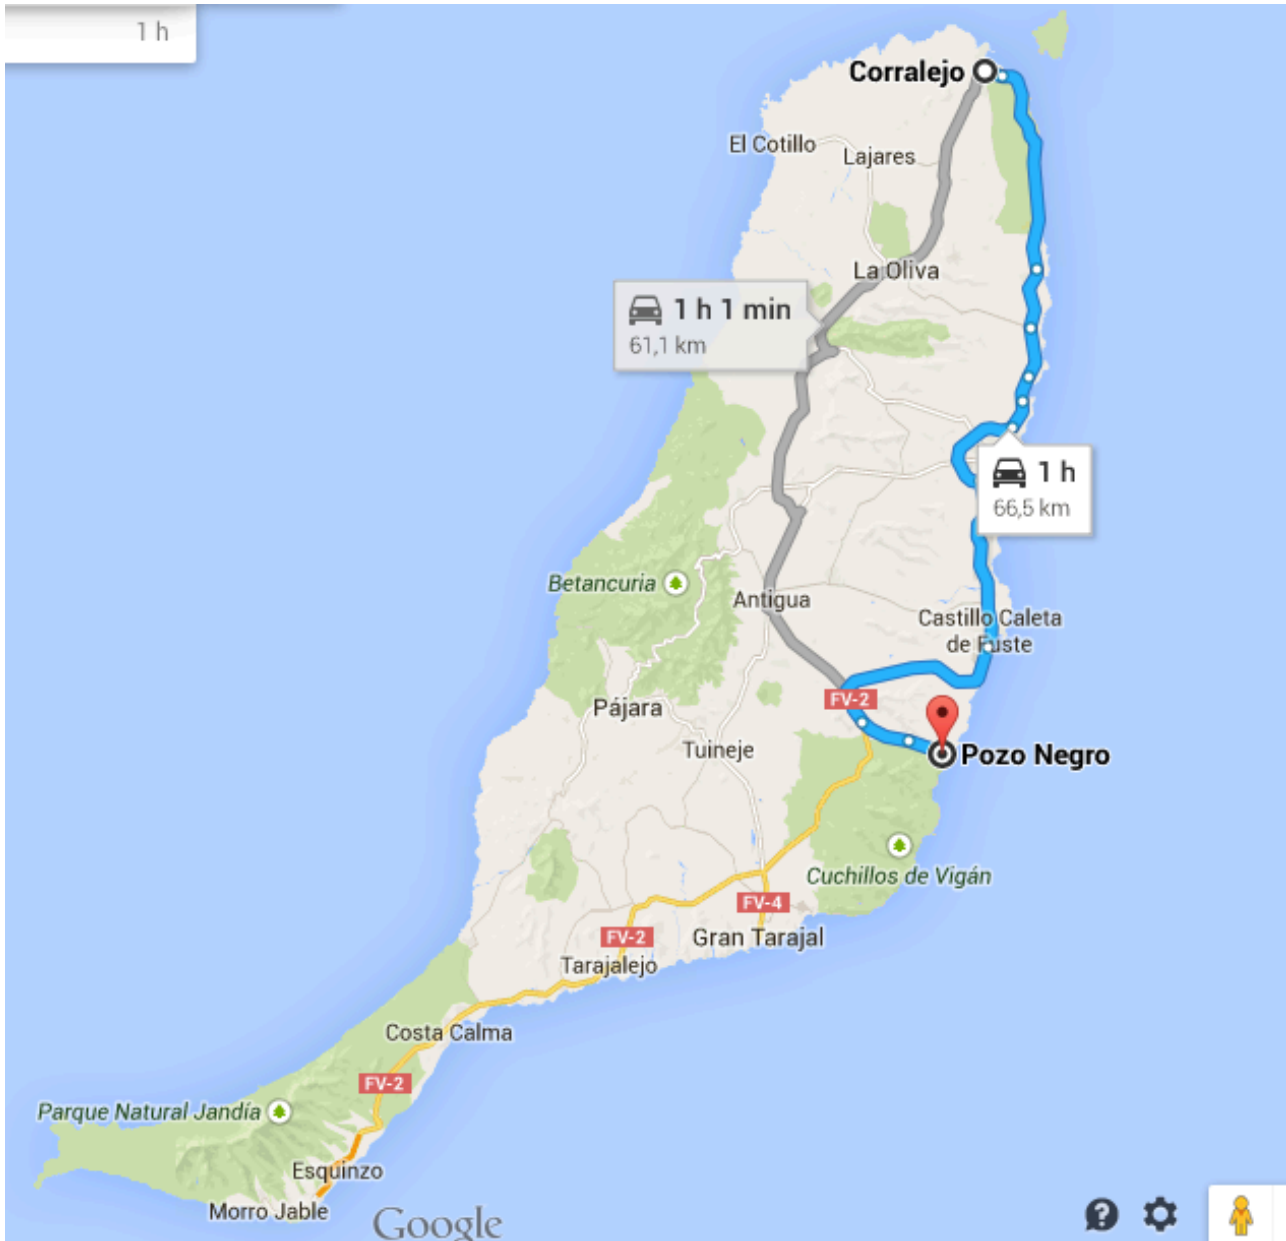 1 h
Corralejo
El Cotillo
Lajares
La Oliva
1 h 1 min
61,1 km
1 h
66,5 km
Betancuria
Antigua
Castillo Caleta
de Fuste
FV-2
Pájara
Tuineje
Pozo Negro
Cuchillos de Vigán
FV-4
FV-2
Gran Tarajal
Tarajalejo
Costa Calma
FV-2
Parque Natural Jandía
Esquinzo
Morro Jable
Google